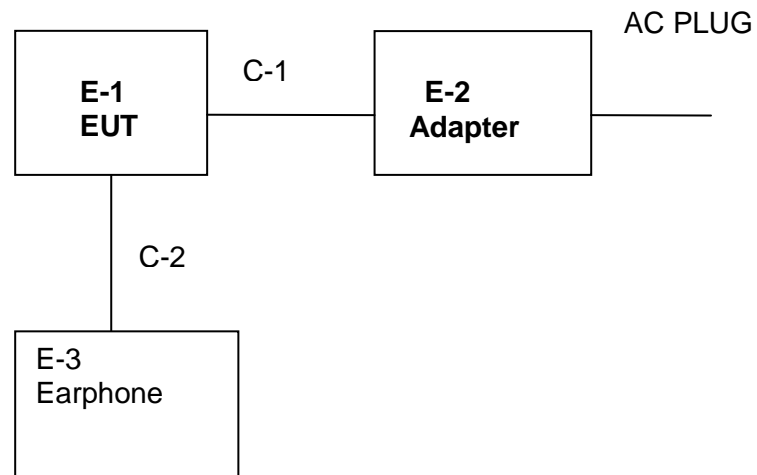 AC PLUG
C-1
E-1
EUT
E-2
Adapter
C-2
E-3
Earphone